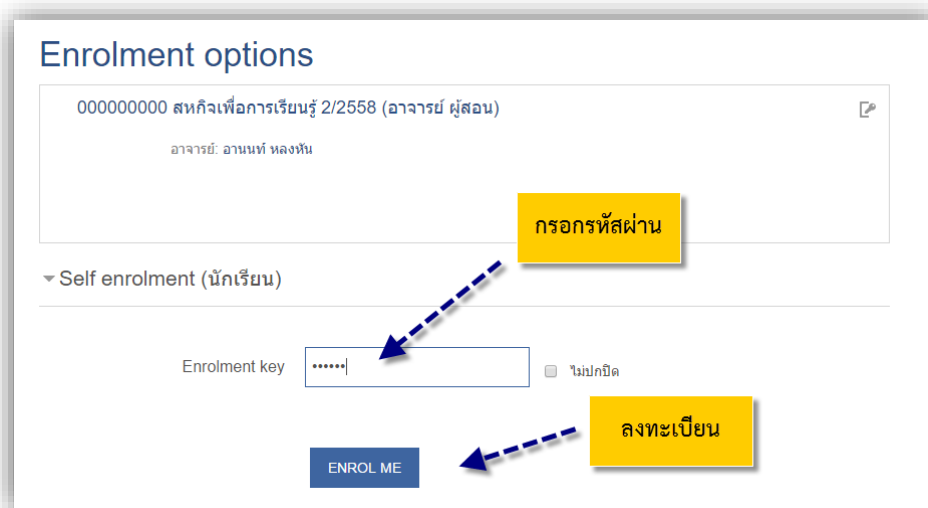 Enrolment options
000000000 สหกิจเพื่อการเรียนรู้ 2/2558 (อาจารย์ ผู้สอน)
อาจารย์: อานนท์ หลงหัน
กรอกรหัสผ่าน
Self enrolment (นักเรียน)
Enrolment key ••••••
ไม่ปกปิด
ลงทะเบียน
ENROL ME